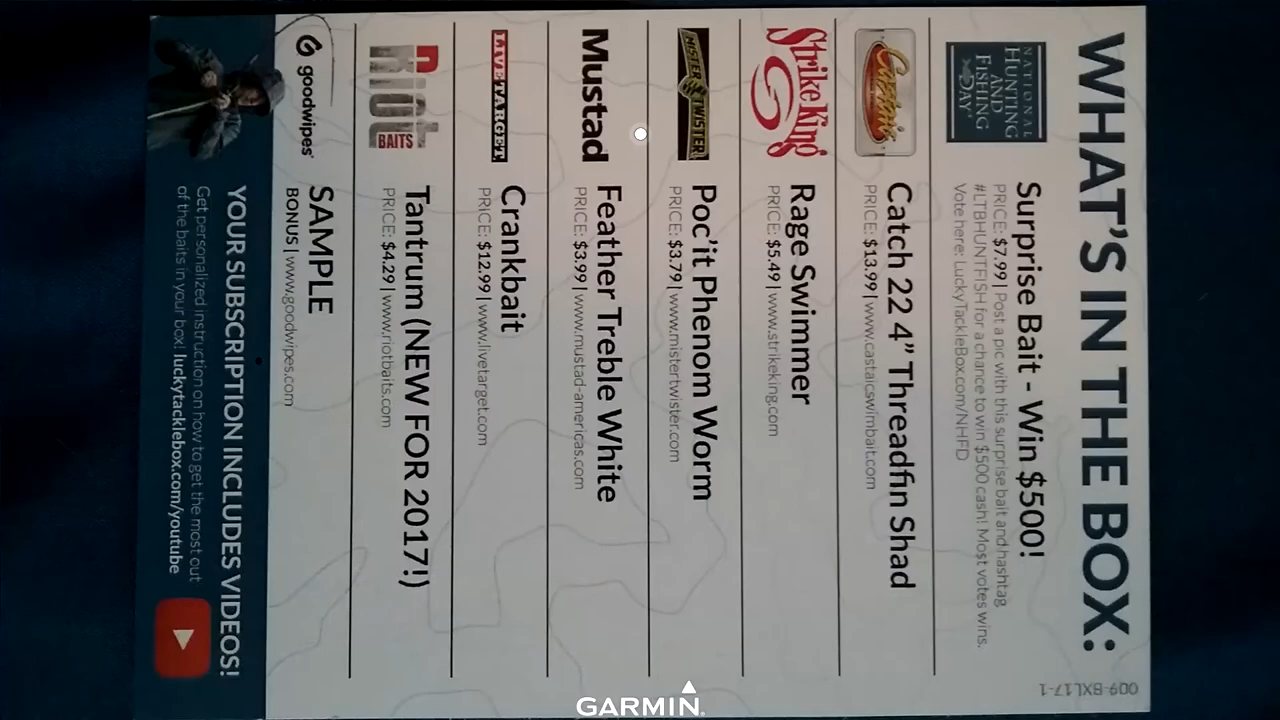 WHAT'S IN THE BOX:
NATIONAL
HUNTING
AND
FISHING
DAY
Surprise Bait - Win $500!
PRICE: $7.99 | Post a pic with this surprise bait and hashtag
#LTBHUNTFISH for a chance to win $500 cash! Most votes wins.
Vote here: LuckyTackleBox.com/NHFD
Catch 22 4" Threadfin Shad
PRICE: $13.99 | www.castaicswimbait.com
Strike King
Rage Swimmer
PRICE: $5.49 | www.strikeking.com
MISTER TWISTER
Poc'it Phenom Worm
PRICE: $3.79 | www.mistertwister.com
Mustad
Feather Treble White
PRICE: $3.99 | www.mustad-americas.com
LIVETARGET
Crankbait
PRICE: $12.99 | www.livetarget.com
Riot
BAITS
Tantrum (NEW FOR 2017!)
PRICE: $4.29 | www.riotbaits.com
goodwipes
SAMPLE
BONUS | www.goodwipes.com
YOUR SUBSCRIPTION INCLUDES VIDEOS!
Get personalized instruction on how to get the most out
of the baits in your box! luckytacklebox.com/youtube
009-BXL17-1
GARMIN